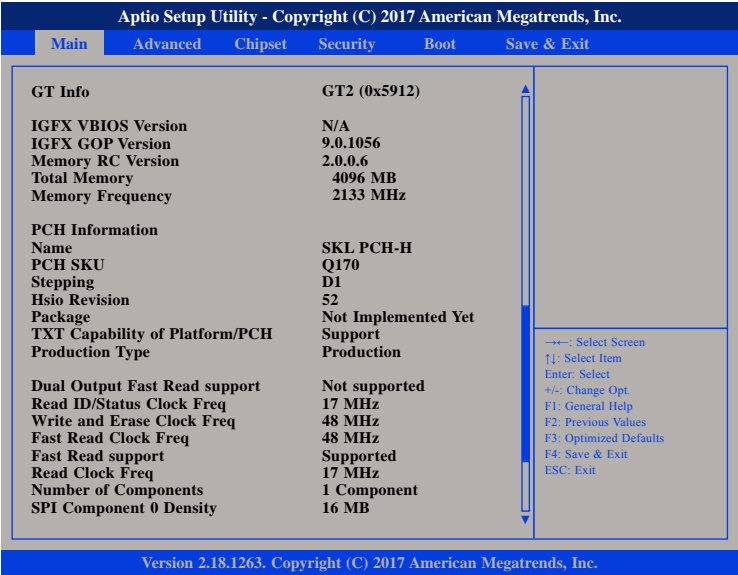 Aptio Setup Utility - Copyright (C) 2017 American Megatrends, Inc.
Main Advanced Chipset Security Boot Save & Exit
GT Info GT2 (0x5912)
IGFX VBIOS Version N/A
IGFX GOP Version 9.0.1056
Memory RC Version 2.0.0.6
Total Memory 4096 MB
Memory Frequency 2133 MHz
PCH Information
Name SKL PCH-H
PCH SKU Q170
Stepping D1
Hsio Revision 52
Package Not Implemented Yet
TXT Capability of Platform/PCH Support
Production Type Production
Dual Output Fast Read support Not supported
Read ID/Status Clock Freq 17 MHz
Write and Erase Clock Freq 48 MHz
Fast Read Clock Freq 48 MHz
Fast Read support Supported
Read Clock Freq 17 MHz
Number of Components 1 Component
SPI Component 0 Density 16 MB
→←: Select Screen
↑↓: Select Item
Enter: Select
+/-: Change Opt.
F1: General Help
F2: Previous Values
F3: Optimized Defaults
F4: Save & Exit
ESC: Exit
Version 2.18.1263. Copyright (C) 2017 American Megatrends, Inc.